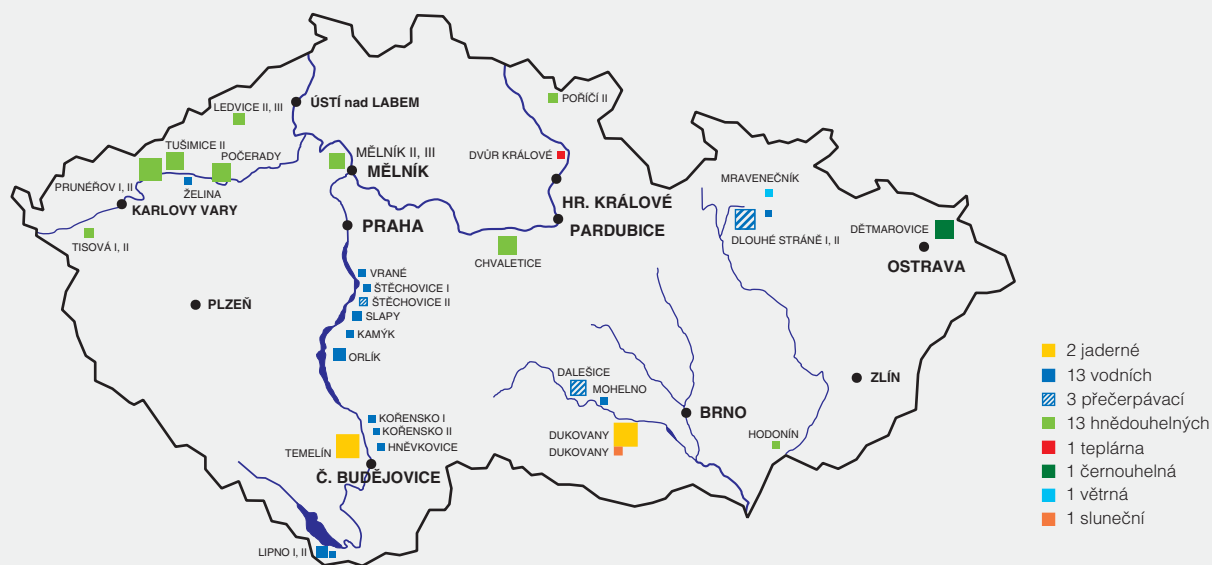 LEDVICE II, III
ÚSTÍ nad LABEM
POŘÍČÍ II
TUŠIMICE II
POČERADY
MĚLNÍK II, III
MĚLNÍK
DVŮR KRÁLOVÉ
PRUNÉŘOV I, II
ŽELINA
KARLOVY VARY
HR. KRÁLOVÉ
PARDUBICE
MRAVENEČNÍK
DLOUHÉ STRÁNĚ I, II
DĚTMAROVICE
OSTRAVA
TISOVÁ I, II
PRAHA
CHVALETICE
VRANÉ
ŠTĚCHOVICE I
ŠTĚCHOVICE II
SLAPY
KAMÝK
ORLÍK
PLZEŇ
DALEŠICE
MOHELNO
BRNO
ZLÍN
KOŘENSKO I
KOŘENSKO II
HNĚVKOVICE
TEMELÍN
Č. BUDĚJOVICE
DUKOVANY
DUKOVANY
HODONÍN
LIPNO I, II
2 jaderné
13 vodních
3 přečerpávací
13 hnědouhelných
1 teplárna
1 černouhelná
1 větrná
1 sluneční